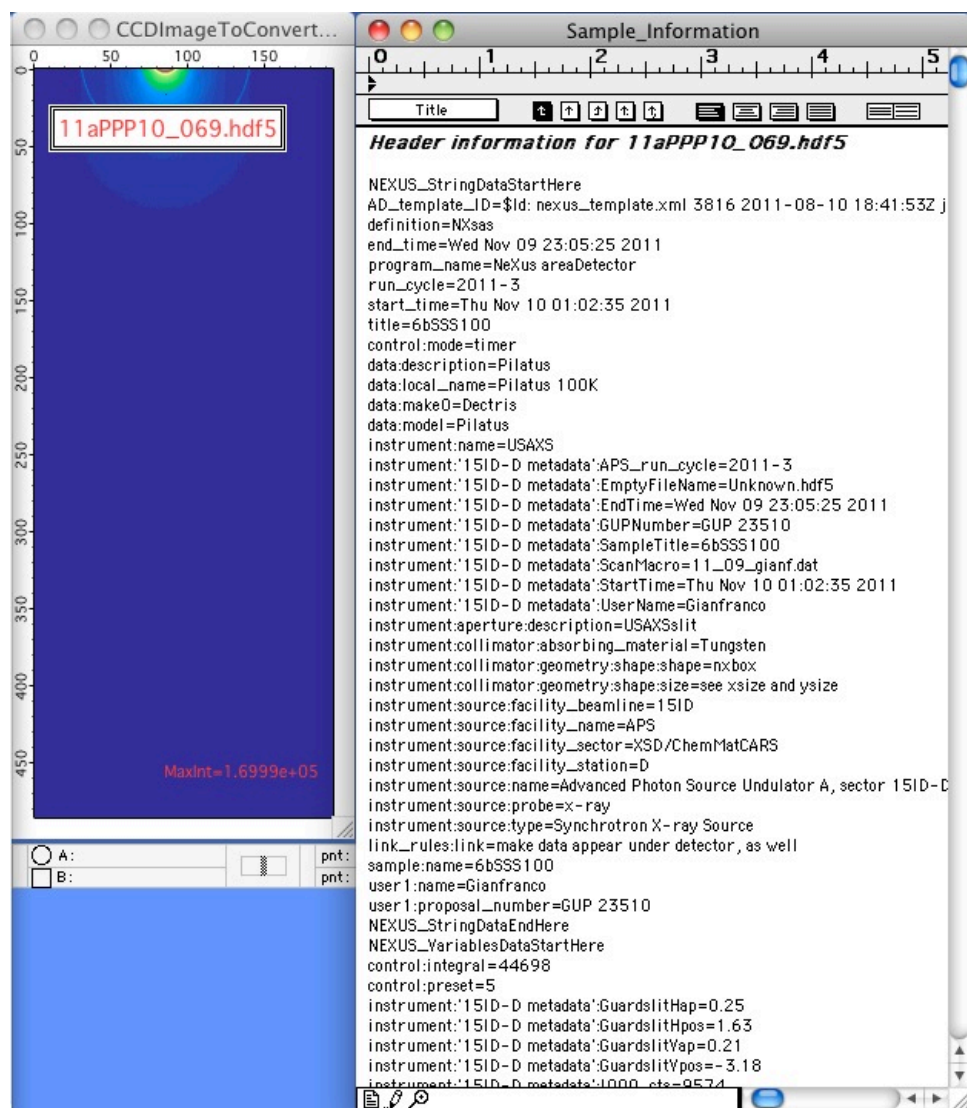 CCDImageToConvert...
0 50 100 150
0
50
100
150
200
250
300
350
400
450
11aPPP10_069.hdf5
MaxInt=1.6999e+05
A:
B:
pnt:
pnt:
Sample_Information
0 1 2 3 4 5
Title
Header information for 11aPPP10_069.hdf5
NEXUS_StringDataStartHere
AD_template_ID=$Id: nexus_template.xml 3816 2011-08-10 18:41:53Z j
definition=NXsas
end_time=Wed Nov 09 23:05:25 2011
program_name=NeXus areaDetector
run_cycle=2011-3
start_time=Thu Nov 10 01:02:35 2011
title=6bSSS100
control:mode=timer
data:description=Pilatus
data:local_name=Pilatus 100K
data:make0=Dectris
data:model=Pilatus
instrument:name=USAXS
instrument:'15ID-D metadata':APS_run_cycle=2011-3
instrument:'15ID-D metadata':EmptyFileName=Unknown.hdf5
instrument:'15ID-D metadata':EndTime=Wed Nov 09 23:05:25 2011
instrument:'15ID-D metadata':GUPNumber=GUP 23510
instrument:'15ID-D metadata':SampleTitle=6bSSS100
instrument:'15ID-D metadata':ScanMacro=11_09_gianf.dat
instrument:'15ID-D metadata':StartTime=Thu Nov 10 01:02:35 2011
instrument:'15ID-D metadata':UserName=Gianfranco
instrument:aperture:description=USAXSslit
instrument:collimator:absorbing_material=Tungsten
instrument:collimator:geometry:shape:shape=nxbox
instrument:collimator:geometry:shape:size=see xsize and ysize
instrument:source:facility_beamline=15ID
instrument:source:facility_name=APS
instrument:source:facility_sector=XSD/ChemMatCARS
instrument:source:facility_station=D
instrument:source:name=Advanced Photon Source Undulator A, sector 15ID-D
instrument:source:probe=x-ray
instrument:source:type=Synchrotron X-ray Source
link_rules:link=make data appear under detector, as well
sample:name=6bSSS100
user1:name=Gianfranco
user1:proposal_number=GUP 23510
NEXUS_StringDataEndHere
NEXUS_VariablesDataStartHere
control:integral=44698
control:preset=5
instrument:'15ID-D metadata':GuardslitHap=0.25
instrument:'15ID-D metadata':GuardslitHpos=1.63
instrument:'15ID-D metadata':GuardslitVap=0.21
instrument:'15ID-D metadata':GuardslitVpos=-3.18
instrument:'15ID-D metadata':I000_cts=9574